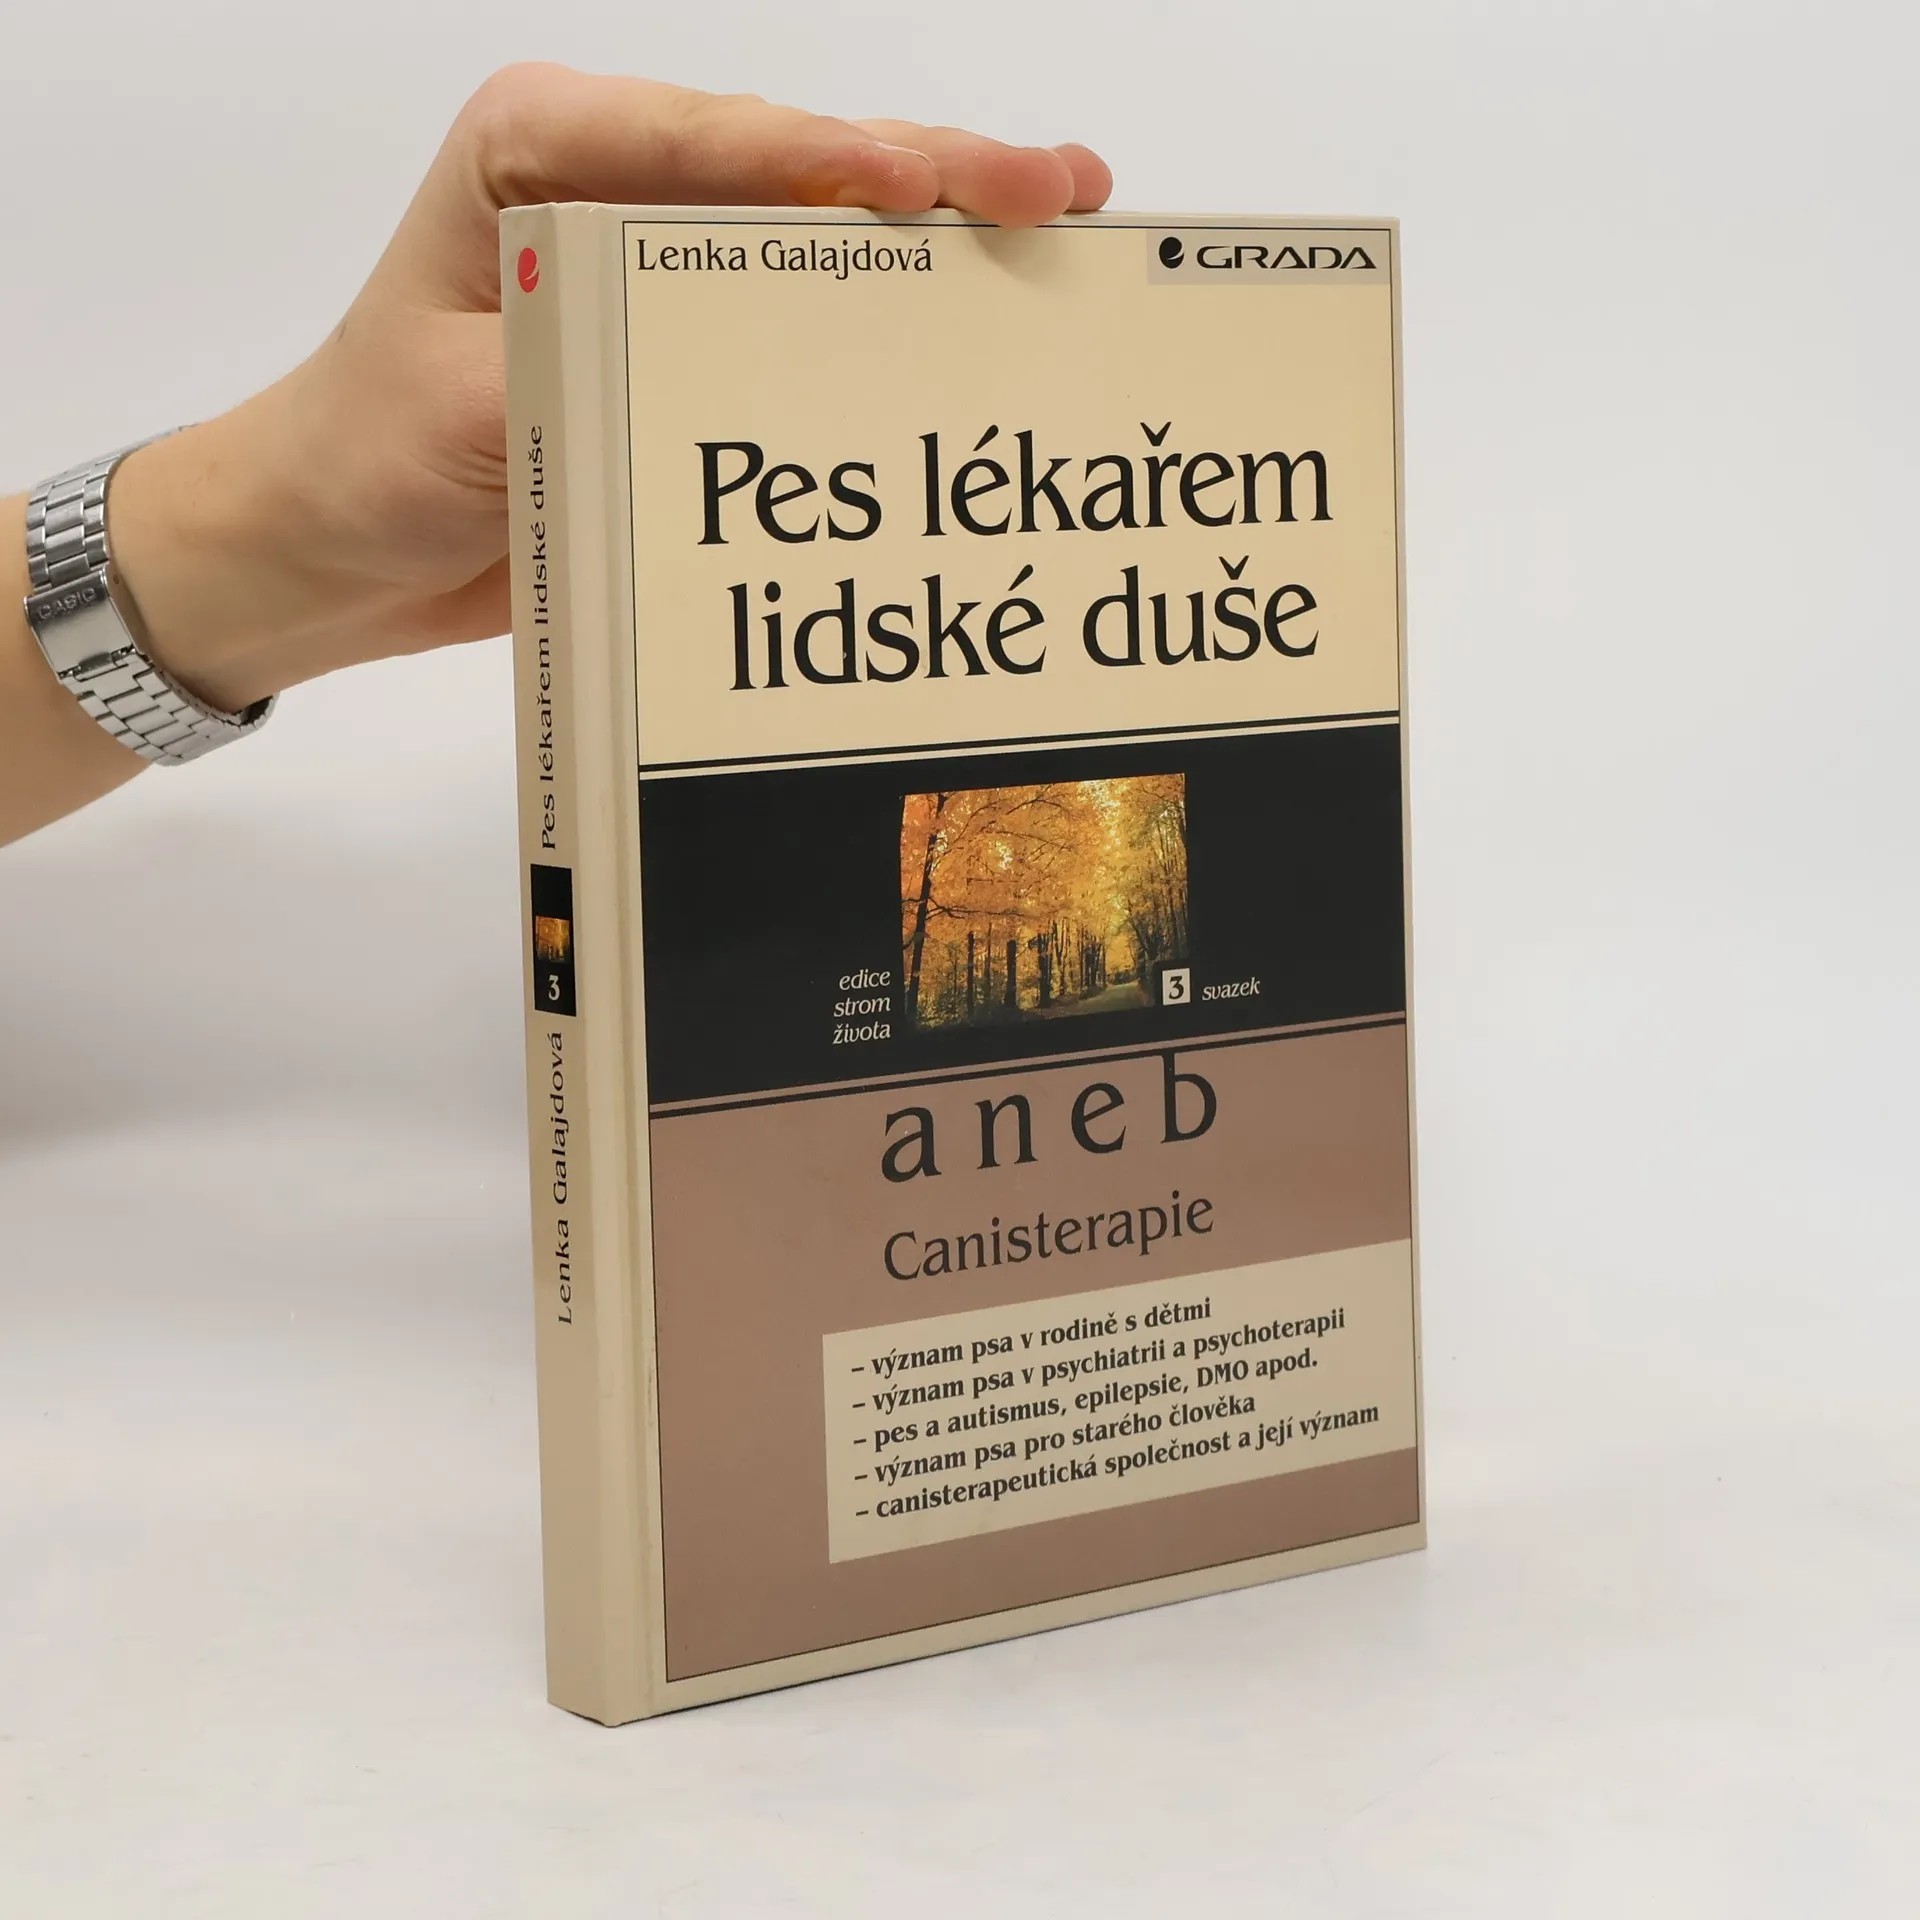 Lenka Galajdová
GRADA
Pes lékařem
lidské duše
edice
strom
života
3 svazek
aneb
Canisterapie
– význam psa v rodině s dětmi
– význam psa v psychiatrii a psychoterapii
– pes a autismus, epilepsie, DMO apod.
– význam psa pro starého člověka
– canisterapeutická společnost a její význam
Lenka Galajdová
3
Pes lékařem lidské duše
CASIO